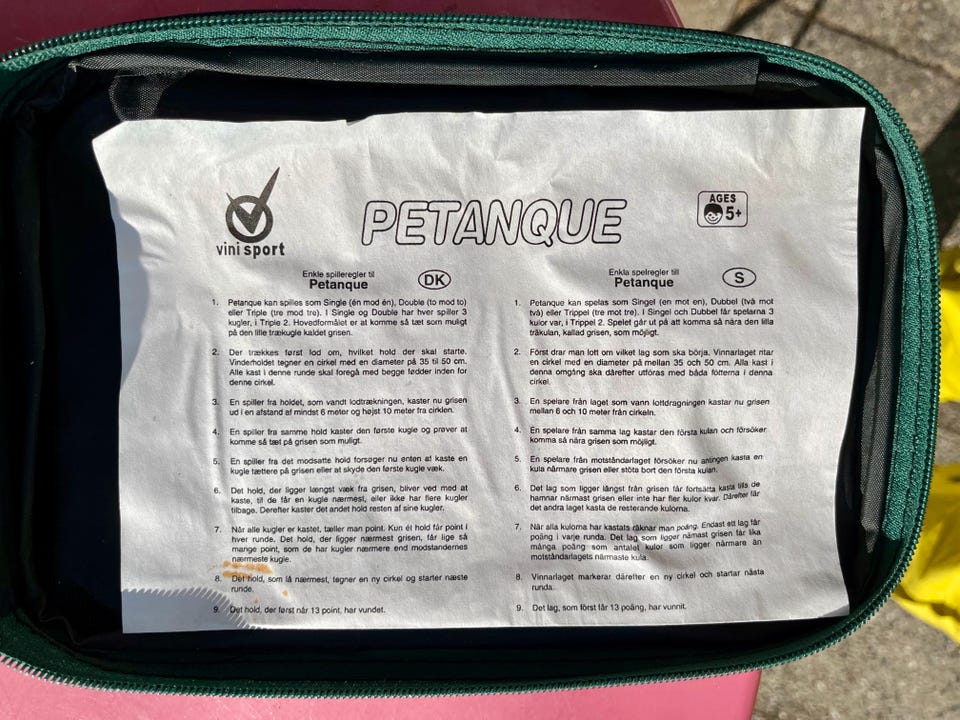 vini sport
PETANQUE
AGES
5+
Enkle spilleregler til
Petanque
DK
1. Petanque kan spilles som Single (én mod én), Double (to mod to)
eller Triple (tre mod tre). I Single og Double har hver spiller 3
kugler, i Triple 2. Hovedformålet er at komme så tæt som muligt
på den lille trækugle kaldet grisen.
2. Der trækkes først lod om, hvilket hold der skal starte.
Vinderholdet tegner en cirkel med en diameter på 35 til 50 cm.
Alle kast i denne runde skal foregå med begge fødder inden for
denne cirkel.
3. En spiller fra holdet, som vandt lodtrækningen, kaster nu grisen
ud i en afstand af mindst 6 meter og højst 10 meter fra cirklen.
4. En spiller fra samme hold kaster den første kugle og prøver at
komme så tæt på grisen som muligt.
5. En spiller fra det modsatte hold forsøger nu enten at kaste en
kugle tættere på grisen eller at skyde den første kugle væk.
6. Det hold, der ligger længst væk fra grisen, bliver ved med at
kaste, til de får en kugle nærmest, eller ikke har flere kugler
tilbage. Derefter kaster det andet hold resten af sine kugler.
7. Når alle kugler er kastet, tæller man point. Kun ét hold får point i
hver runde. Det hold, der ligger nærmest grisen, får lige så
mange point, som de har kugler nærmere end modstandernes
nærmeste kugle.
8. Det hold, som lå nærmest, tegner en ny cirkel og starter næste
runde.
9. Det hold, der først når 13 point, har vundet.
Enkla spelregler till
Petanque
S
1. Petanque kan spelas som Singel (en mot en), Dubbel (två mot
två) eller Trippel (tre mot tre). I Singel och Dubbel får spelarna 3
kulor var, i Trippel 2. Spelet går ut på att komma så nära den lilla
träkulan, kallad grisen, som möjligt.
2. Först drar man lott om vilket lag som ska börja. Vinnarlaget ritar
en cirkel med en diameter på mellan 35 och 50 cm. Alla kast i
denna omgång ska därefter utföras med båda fötterna i denna
cirkel.
3. En spelare från laget som vann lottdragningen kastar nu grisen
mellan 6 och 10 meter från cirkeln.
4. En spelare från samma lag kastar den första kulan och försöker
komma så nära grisen som möjligt.
5. En spelare från motståndarlaget försöker nu antingen kasta en
kula närmare grisen eller stöta bort den första kulan.
6. Det lag som ligger längst från grisen får fortsätta kasta tills de
hamnar närmast grisen eller inte har fler kulor kvar. Därefter får
det andra laget kasta de resterande kulorna.
7. När alla kulorna har kastats räknar man poäng. Endast ett lag får
poäng i varje runda. Det lag som ligger närmast grisen får lika
många poäng som antalet kulor som ligger närmare än
motståndarlagets närmaste kula.
8. Vinnarlaget markerar därefter en ny cirkel och startar nästa
runda.
9. Det lag, som först får 13 poäng, har vunnit.